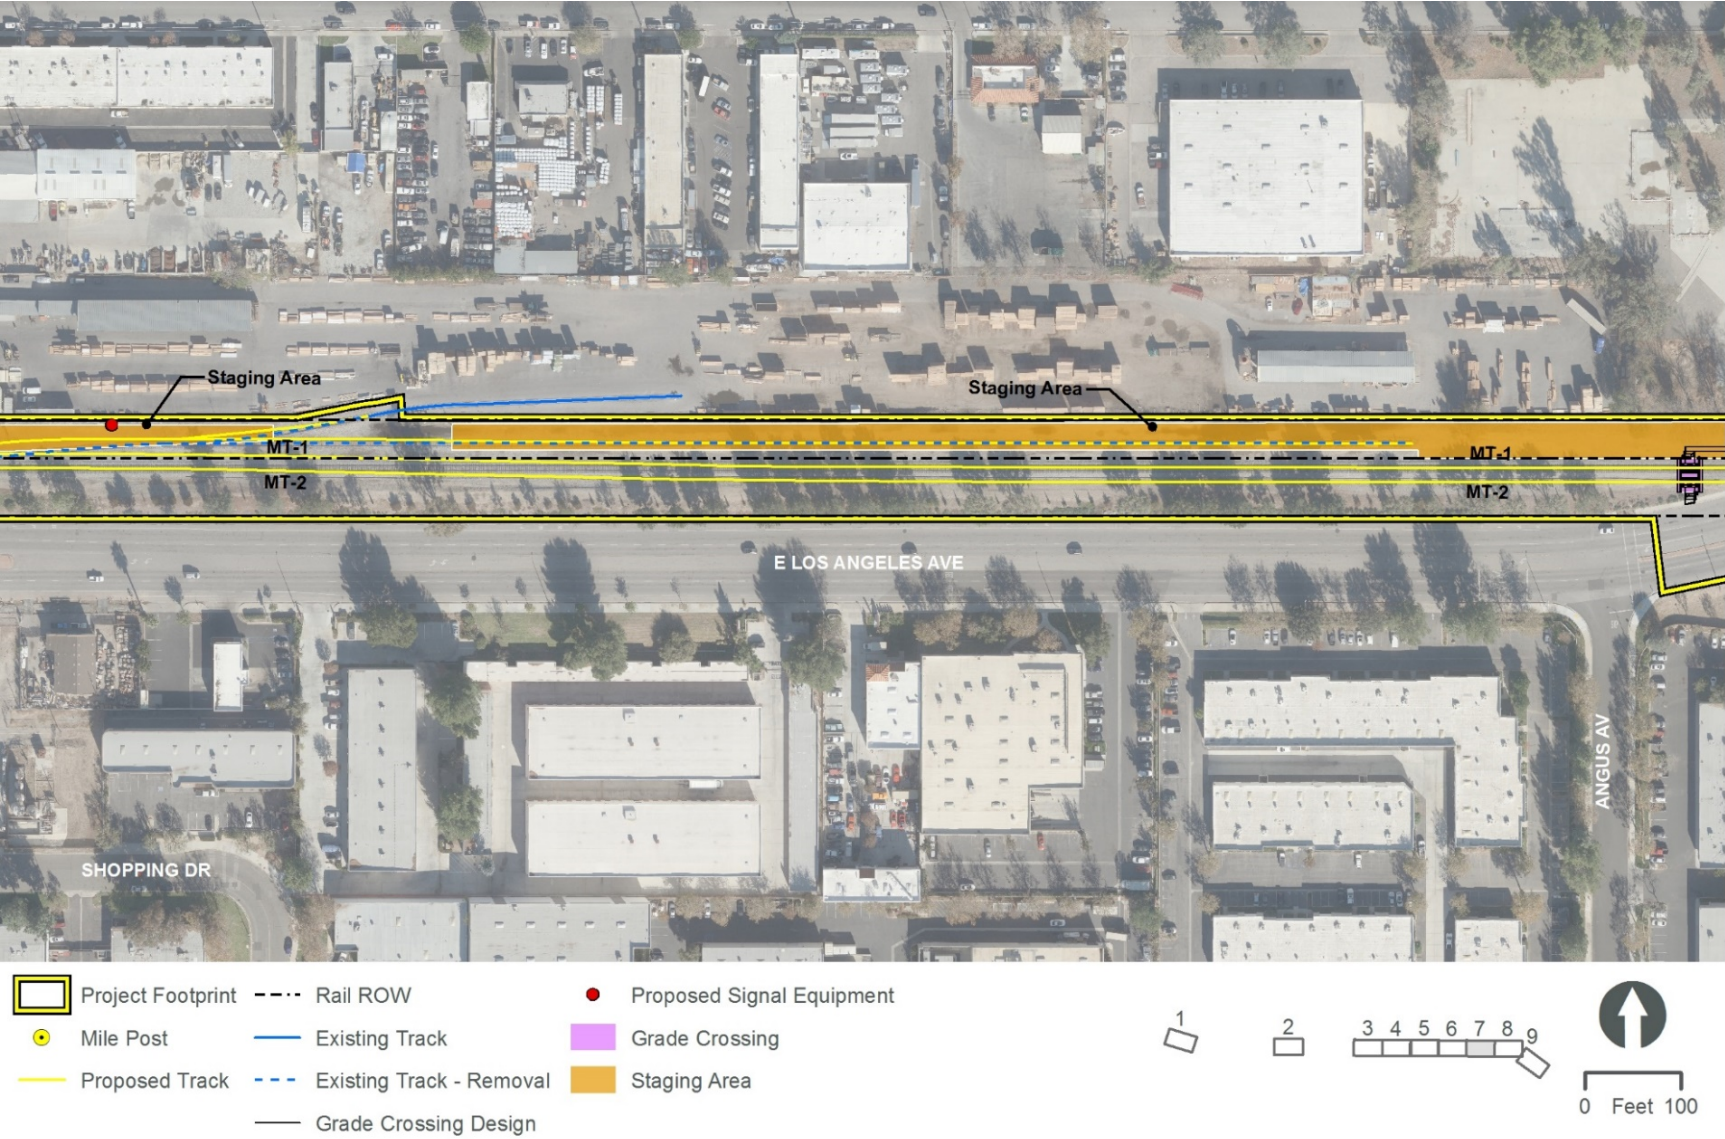 Staging Area
Staging Area
MT-1
MT-1
MT-2
MT-2
E LOS ANGELES AVE
ANGUS AV
SHOPPING DR
Project Footprint
Rail ROW
Proposed Signal Equipment
Mile Post
Existing Track
Grade Crossing
Proposed Track
Existing Track - Removal
Staging Area
Grade Crossing Design
1 2 3 4 5 6 7 8 9
0 Feet 100